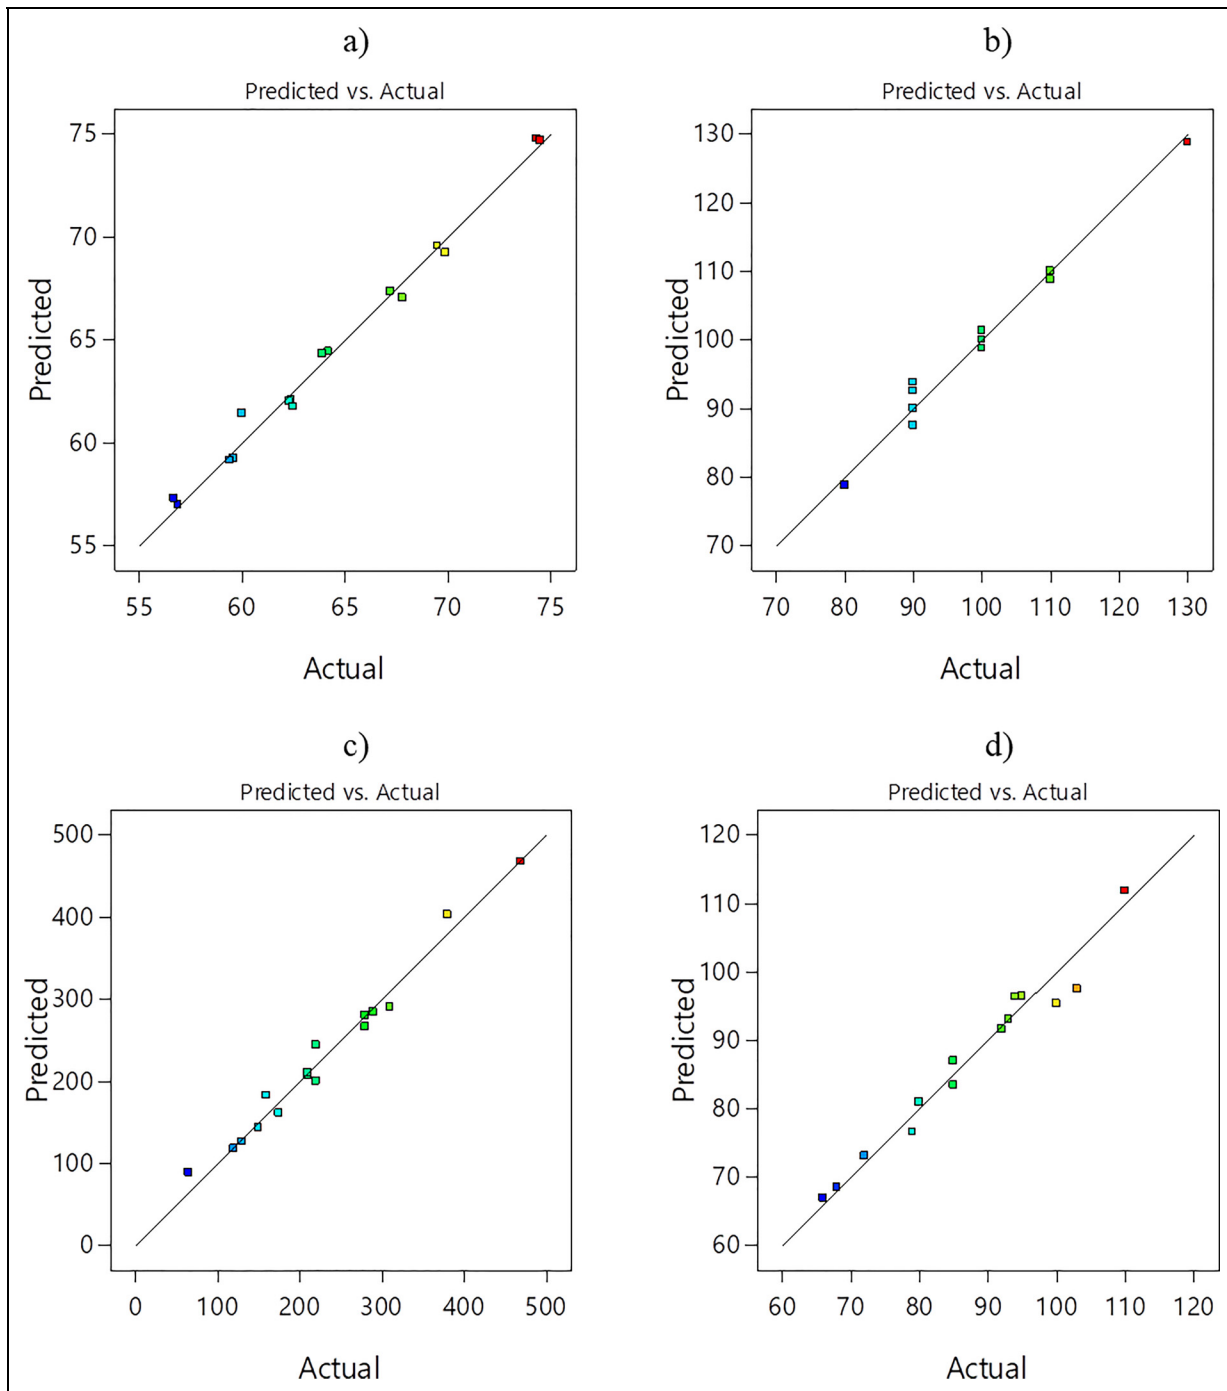 a)
Predicted vs. Actual
Predicted
75
70
65
60
55
55 60 65 70 75
Actual
b)
Predicted vs. Actual
Predicted
130
120
110
100
90
80
70
70 80 90 100 110 120 130
Actual
c)
Predicted vs. Actual
Predicted
500
400
300
200
100
0
0 100 200 300 400 500
Actual
d)
Predicted vs. Actual
Predicted
120
110
100
90
80
70
60
60 70 80 90 100 110 120
Actual